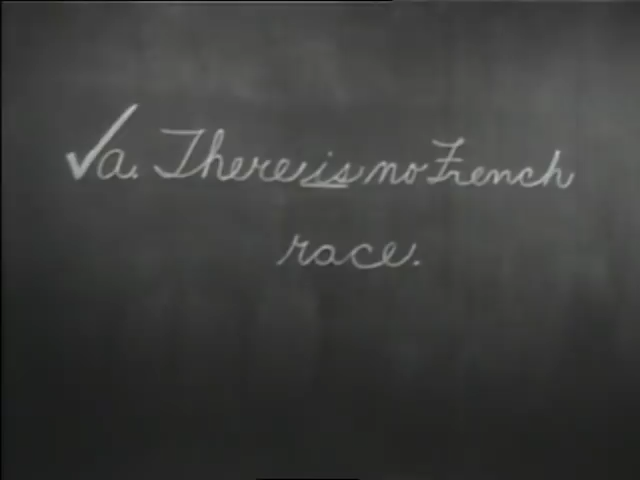 ✓a. There is no French
race.